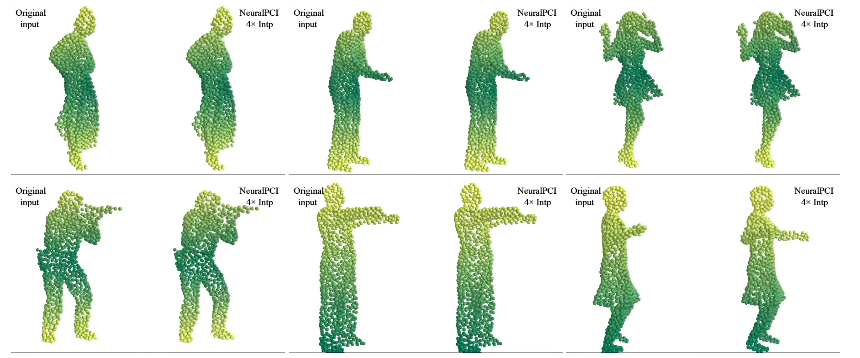 Original
input
NeuralPCI
4× Intp
Original
input
NeuralPCI
4× Intp
Original
input
NeuralPCI
4× Intp
Original
input
NeuralPCI
4× Intp
Original
input
NeuralPCI
4× Intp
Original
input
NeuralPCI
4× Intp